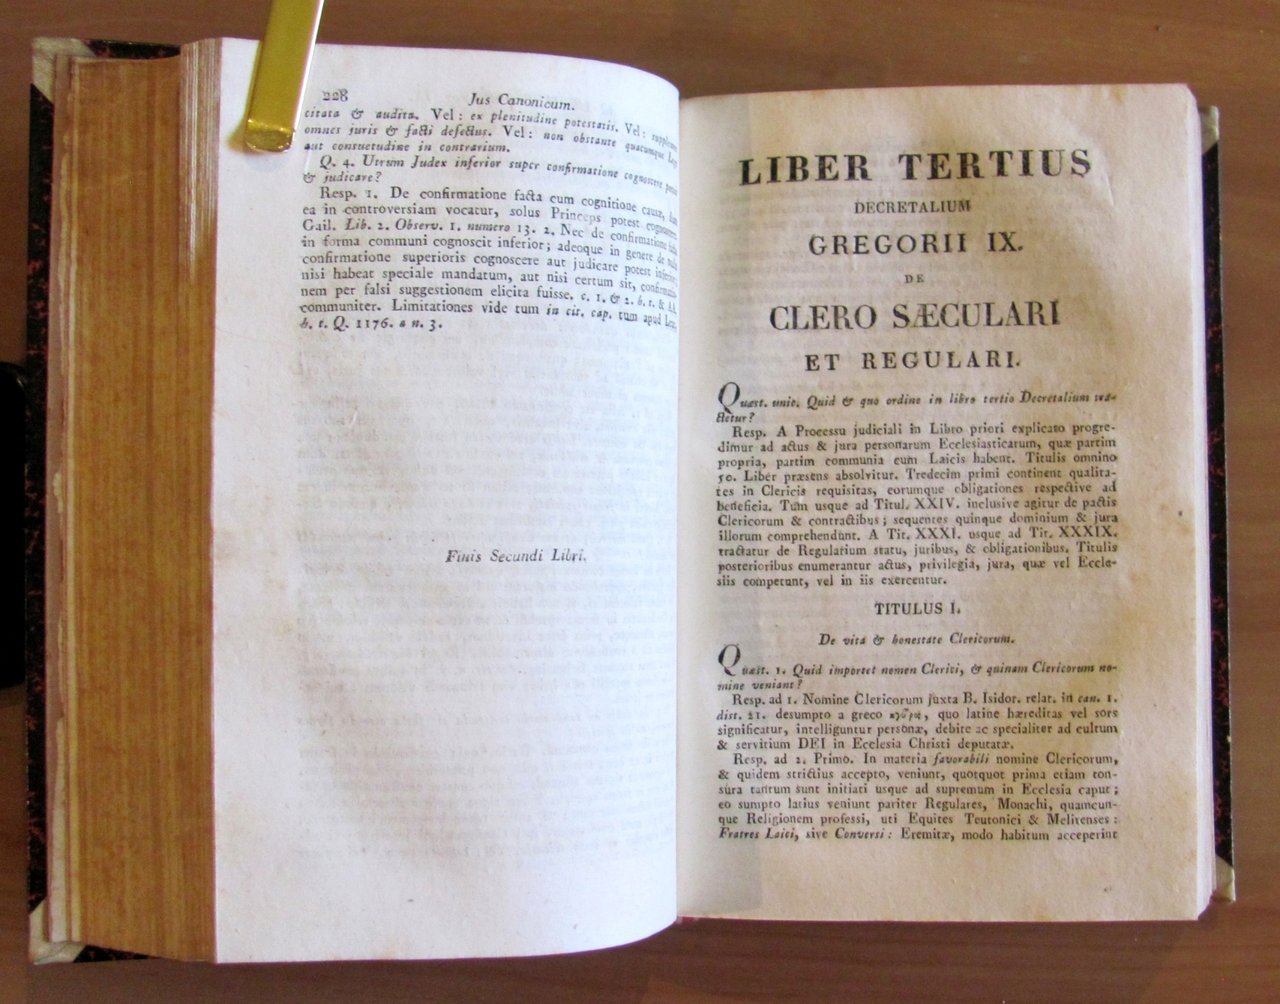 228
Jus Canonicum.
citata & audita. Vel: ex plenitudine potestatis. Vel; supplentes
omnes juris & facti defectus. Vel: non obstante quacumque Lege
aut consuetudine in contrarium.
Q. 4. Utrum Judex inferior super confirmatione cognoscere possit
& judicare?
Resp. 1. De confirmatione facta cum cognitione causæ, dum
ea in controversiam vocatur, solus Princeps potest cognoscere.
Gail. Lib. 2. Observ. 1. numero 13. 2. Nec de confirmatione facta
in forma communi cognoscit inferior; adeoque in genere de nulla
confirmatione superioris cognoscere aut judicare potest inferior,
nisi habeat speciale mandatum, aut nisi certum sit, confirmatio-
nem per falsi suggestionem elicita fuisse. c. 1. & 2. h. t. & AA.
communiter. Limitationes vide tum in cit. cap. tum apud
h. t. Q. 1176. a n. 3.
Finis Secundi Libri.
LIBER TERTIUS
DECRETALIUM
GREGORII IX.
DE
CLERO SÆCULARI
ET REGULARI.
Quæst. unic. Quid & quo ordine in libro tertio Decretalium tra-
ctetur?
Resp. A Processu judiciali in Libro priori explicato progre-
dimur ad actus & jura personarum Ecclesiasticarum, quæ partim
propria, partim communia cum Laicis habent. Titulis omnino
50. Liber præsens absolvitur. Tredecim primi continent qualita-
tes in Clericis requisitas, eorumque obligationes respective ad
beneficia. Tum usque ad Titul. XXIV. inclusive agitur de pactis
Clericorum & contractibus; sequentes quinque dominium & jura
illorum comprehendunt. A Tit. XXXI. usque ad Tit. XXXIX.
tractatur de Regularium statu, juribus, & obligationibus. Titulis
posterioribus enumerantur actus, privilegia, jura, quæ vel Eccle-
siis competunt, vel in iis exercentur.
TITULUS I.
De vita & honestate Clericorum.
Quæst. 1. Quid importet nomen Clerici, & quinam Clericorum no-
mine veniant?
Resp. ad 1. Nomine Clericorum juxta B. Isidor. relat. in can. 1.
dist. 21. desumpto a greco κλῆρος, quo latine hæreditas vel sors
significatur, intelliguntur personæ, debite ac specialiter ad cultum
& servitium DEI in Ecclesia Christi deputatæ.
Resp. ad 2. Primo. In materia favorabili nomine Clericorum,
& quidem strictius accepto, veniunt, quotquot prima etiam ton-
sura tantum sunt initiati usque ad supremum in Ecclesia caput;
eo sumpto latius veniunt pariter Regulares, Monachi, quamcun-
que Religionem professi, uti Equites Teutonici & Melitenses:
Fratres Laici, sive Conversi: Eremitæ, modo habitum acceperint